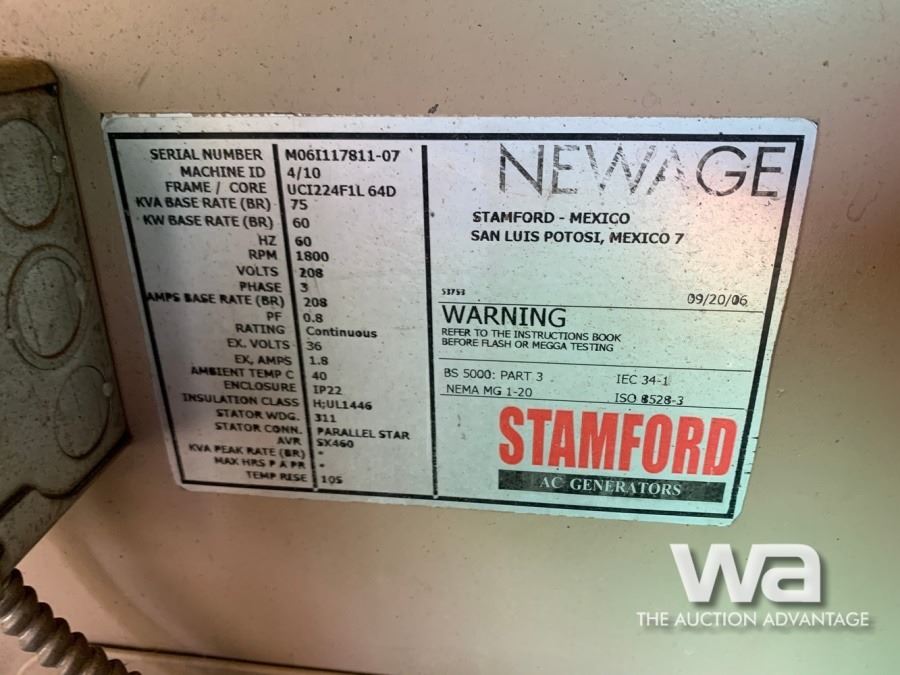 SERIAL NUMBER M06I117811-07
MACHINE ID 4/10
FRAME / CORE UCI224F1L 64D
KVA BASE RATE (BR) 75
KW BASE RATE (BR) 60
HZ 60
RPM 1800
VOLTS 208
PHASE 3
AMPS BASE RATE (BR) 208
PF 0.8
RATING Continuous
EX. VOLTS 36
EX. AMPS 1.8
AMBIENT TEMP C 40
ENCLOSURE IP22
INSULATION CLASS H;UL1446
STATOR WDG. 311
STATOR CONN. PARALLEL STAR
AVR SX460
KVA PEAK RATE (BR) -
MAX HRS P A PR -
TEMP RISE 105
NEWAGE
STAMFORD - MEXICO
SAN LUIS POTOSI, MEXICO 7
53753 09/20/06
WARNING
REFER TO THE INSTRUCTIONS BOOK
BEFORE FLASH OR MEGGA TESTING
BS 5000: PART 3 IEC 34-1
NEMA MG 1-20 ISO 8528-3
STAMFORD
AC GENERATORS
wa
THE AUCTION ADVANTAGE